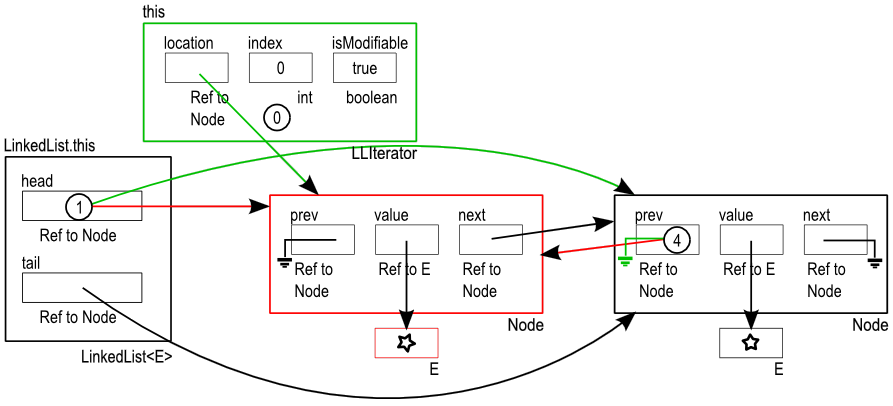 this
location index isModifiable
0 true
Ref to Node int boolean
0
LLIterator
LinkedList.this
head
1
Ref to Node
tail
Ref to Node
LinkedList<E>
prev value next
Ref to Node Ref to E Ref to Node
Node
E
prev value next
4
Ref to Node Ref to E Ref to Node
Node
E